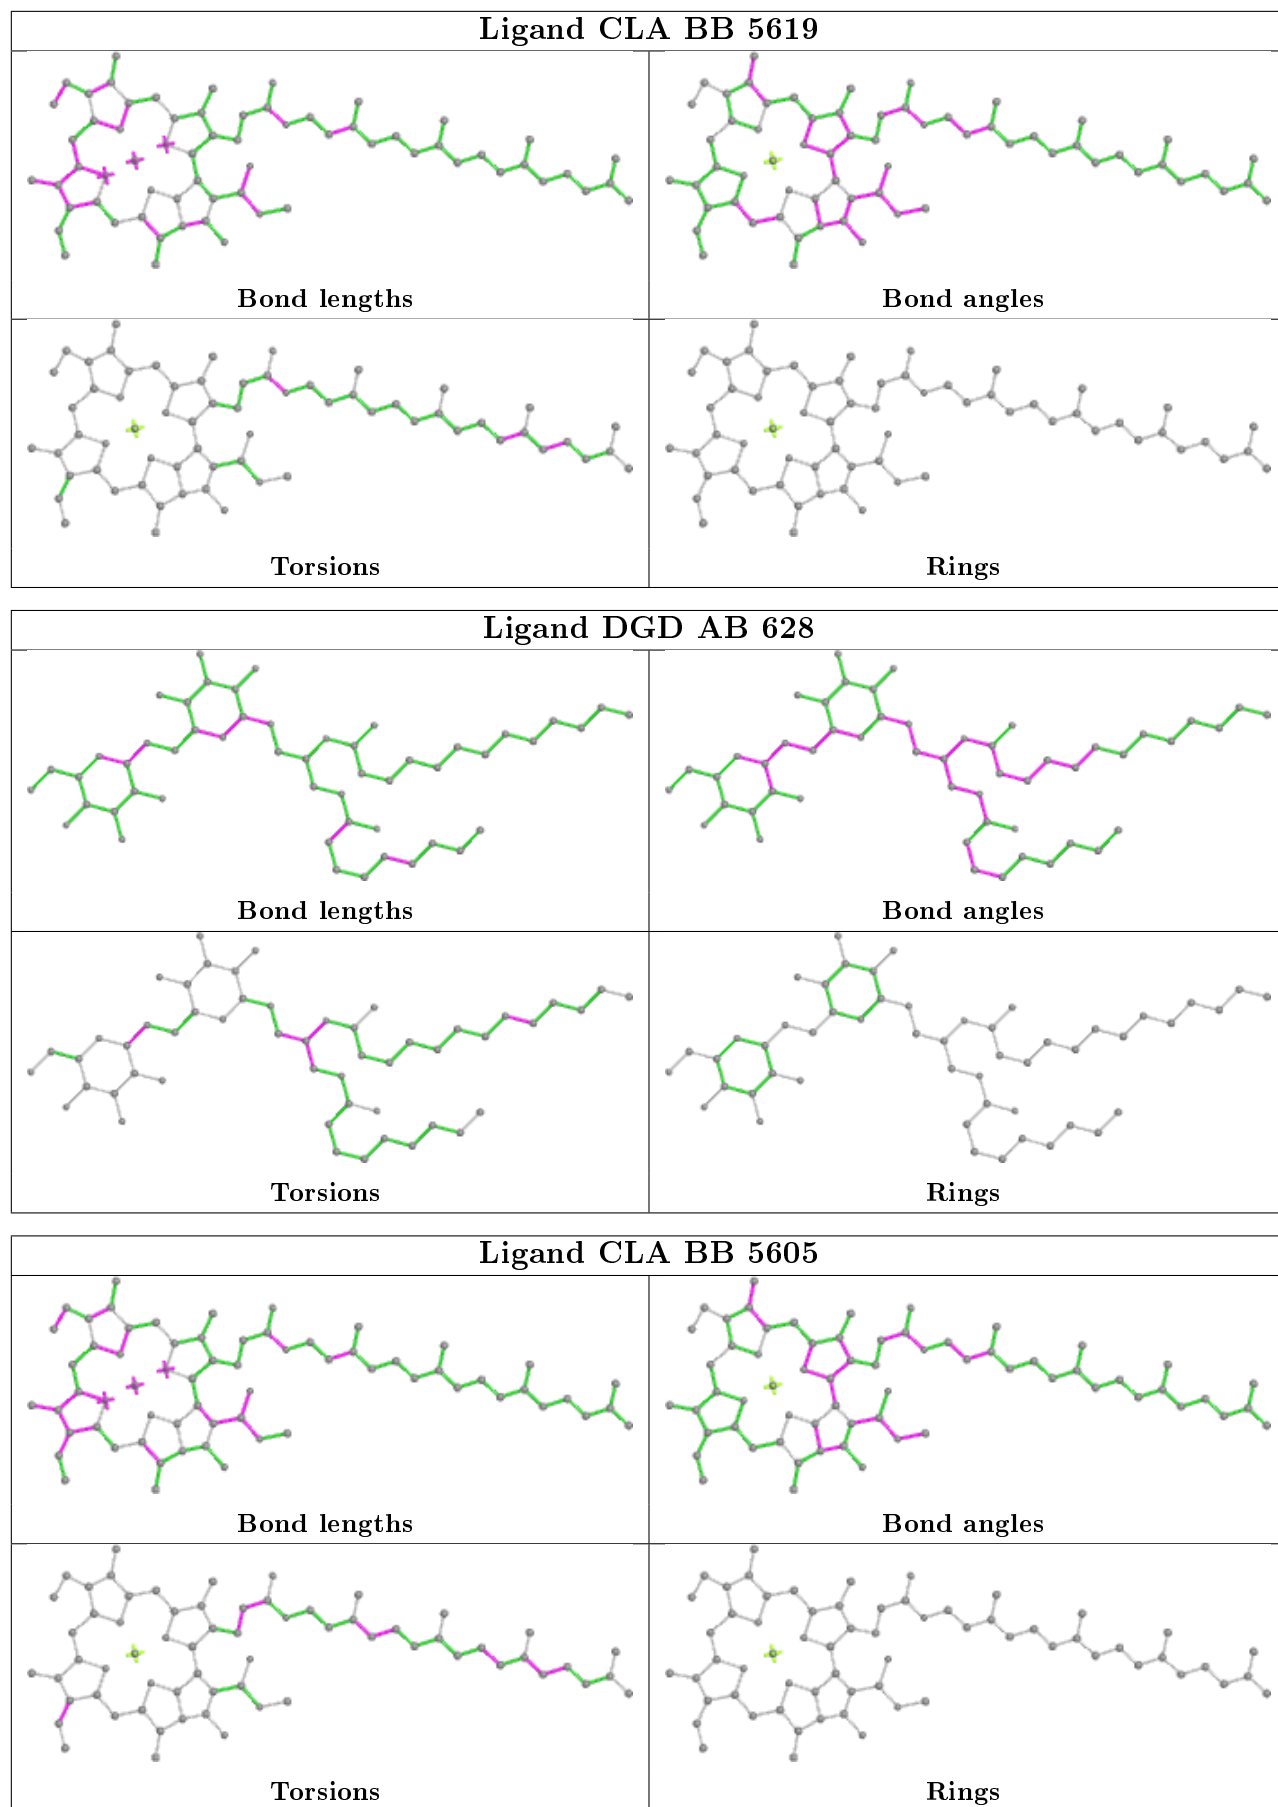 Ligand CLA BB 5619
Bond lengths
Bond angles
Torsions
Rings
Ligand DGD AB 628
Bond lengths
Bond angles
Torsions
Rings
Ligand CLA BB 5605
Bond lengths
Bond angles
Torsions
Rings